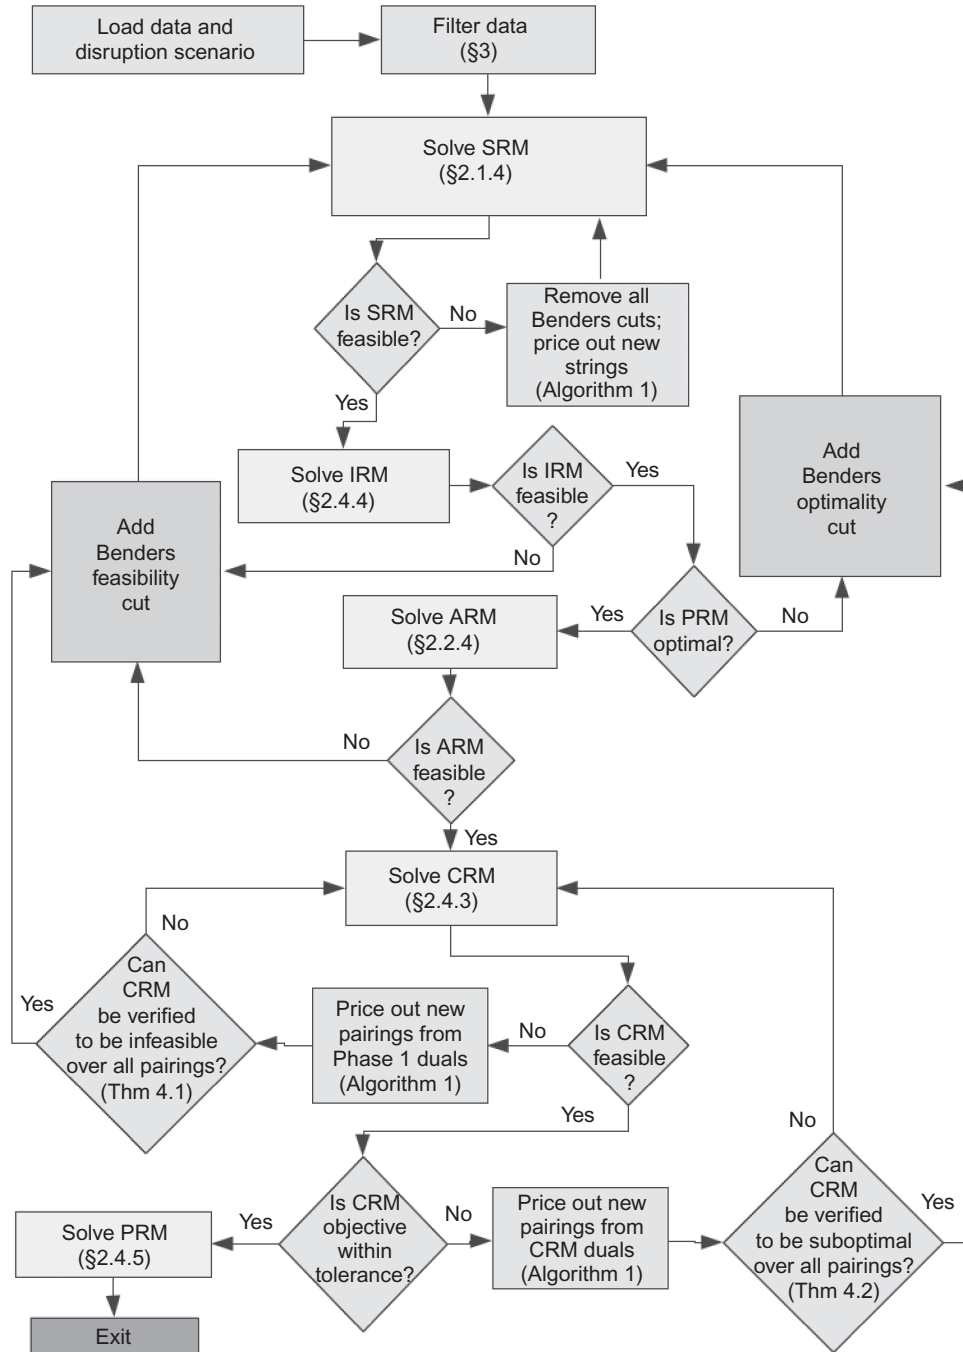 Load data and
disruption scenario
Filter data
(§3)
Solve SRM
(§2.1.4)
Is SRM
feasible?
No
Remove all
Benders cuts;
price out new
strings
(Algorithm 1)
Yes
Solve IRM
(§2.4.4)
Is IRM
feasible
?
Yes
No
Add
Benders
optimality
cut
Add
Benders
feasibility
cut
Solve ARM
(§2.2.4)
Yes
Is PRM
optimal?
No
No
Is ARM
feasible
?
Yes
Solve CRM
(§2.4.3)
No
Yes
Can
CRM
be verified
to be infeasible
over all pairings?
(Thm 4.1)
Price out new
pairings from
Phase 1 duals
(Algorithm 1)
No
Is CRM
feasible
?
Yes
No
Solve PRM
(§2.4.5)
Yes
Is CRM
objective
within
tolerance?
No
Price out new
pairings from
CRM duals
(Algorithm 1)
Can
CRM
be verified
to be suboptimal
over all pairings?
(Thm 4.2)
Yes
Exit